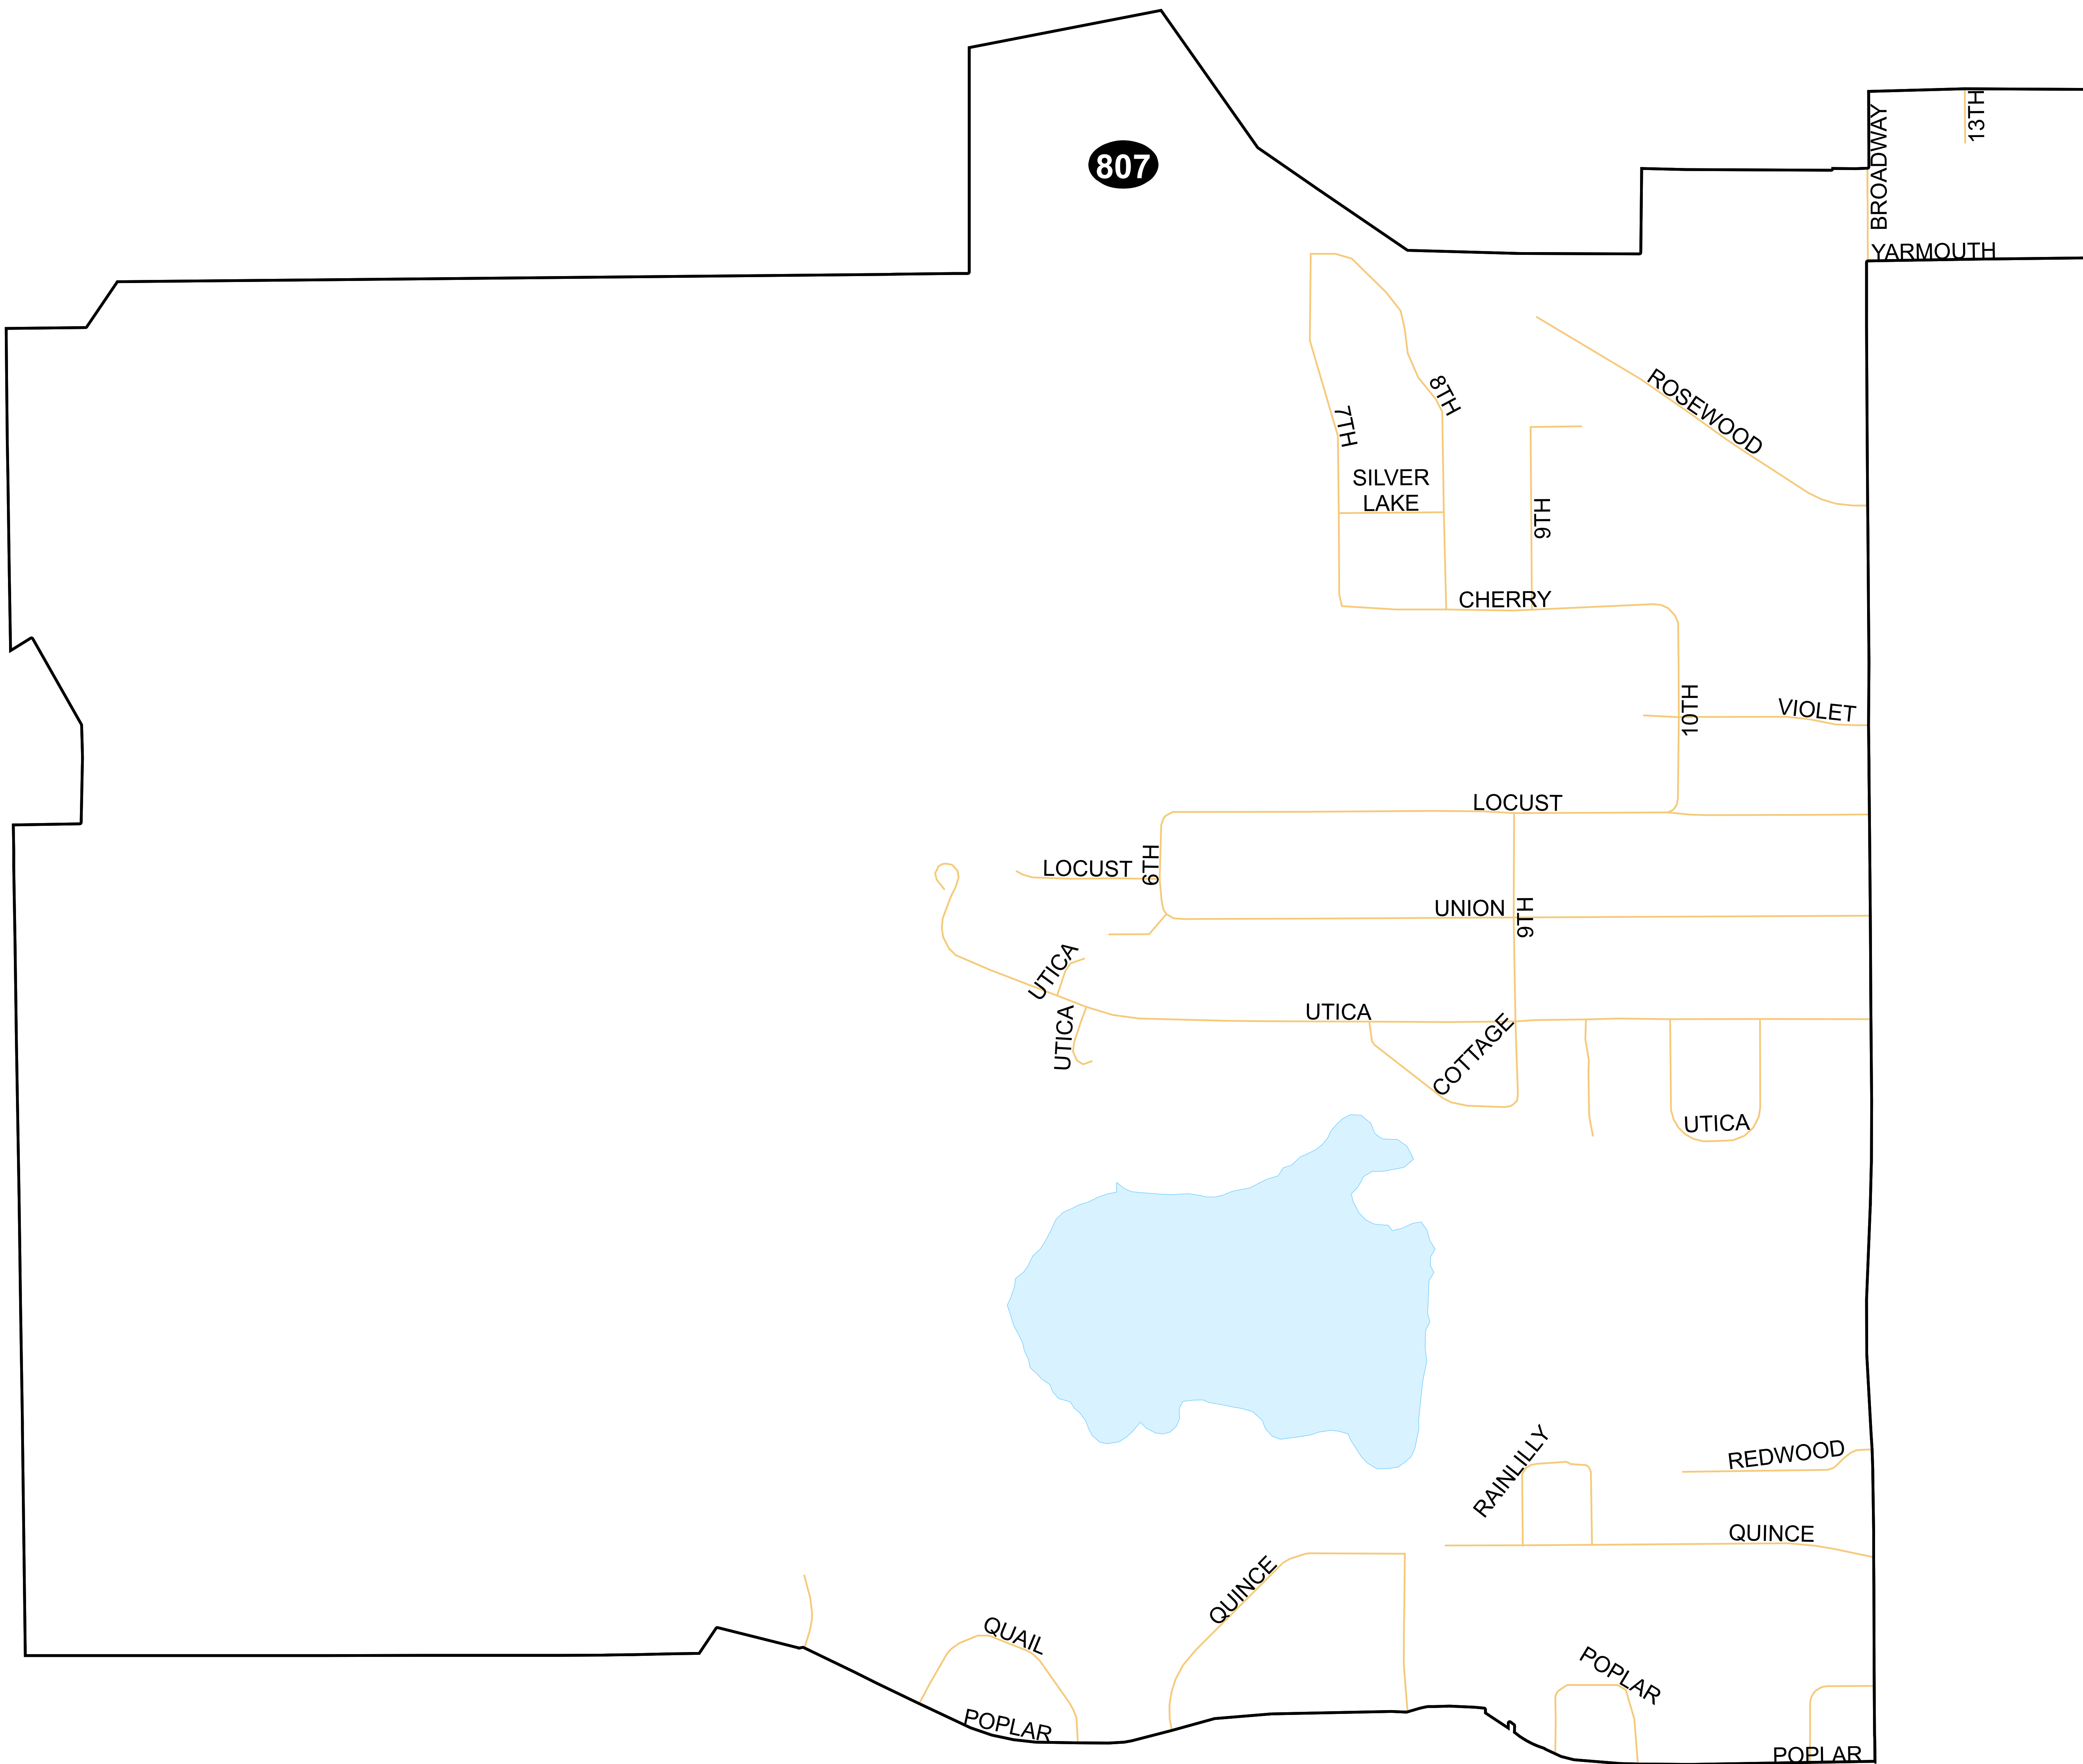 807
13TH
BROADWAY
YARMOUTH
ROSEWOOD
8TH
7TH
SILVER
LAKE
9TH
CHERRY
10TH
VIOLET
LOCUST
LOCUST
6TH
UNION
9TH
UTICA
UTICA
UTICA
COTTAGE
UTICA
RAINLILLY
REDWOOD
QUINCE
QUINCE
QUAIL
POPLAR
POPLAR
POPLAR